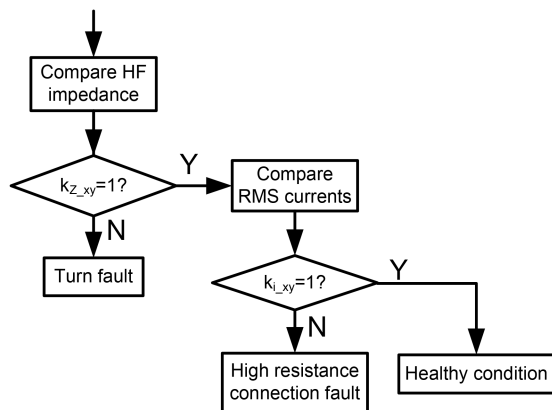 Compare HF
impedance
k_Z_xy=1?
Y
Compare
RMS currents
N
Turn fault
k_i_xy=1?
Y
N
High resistance
connection fault
Healthy condition